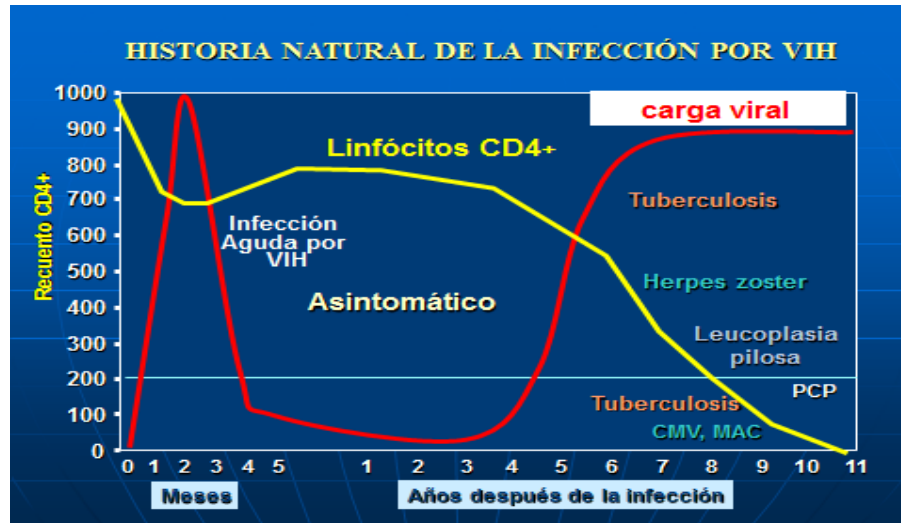 HISTORIA NATURAL DE LA INFECCIÓN POR VIH
1000
900
800
700
600
500
400
300
200
100
0
Recuento CD4+
carga viral
Linfócitos CD4+
Tuberculosis
Infección
Aguda por
VIH
Herpes zoster
Asintomático
Leucoplasia
pilosa
PCP
Tuberculosis
CMV, MAC
0 1 2 3 4 5 1 2 3 4 5 6 7 8 9 10 11
Meses
Años después de la infección